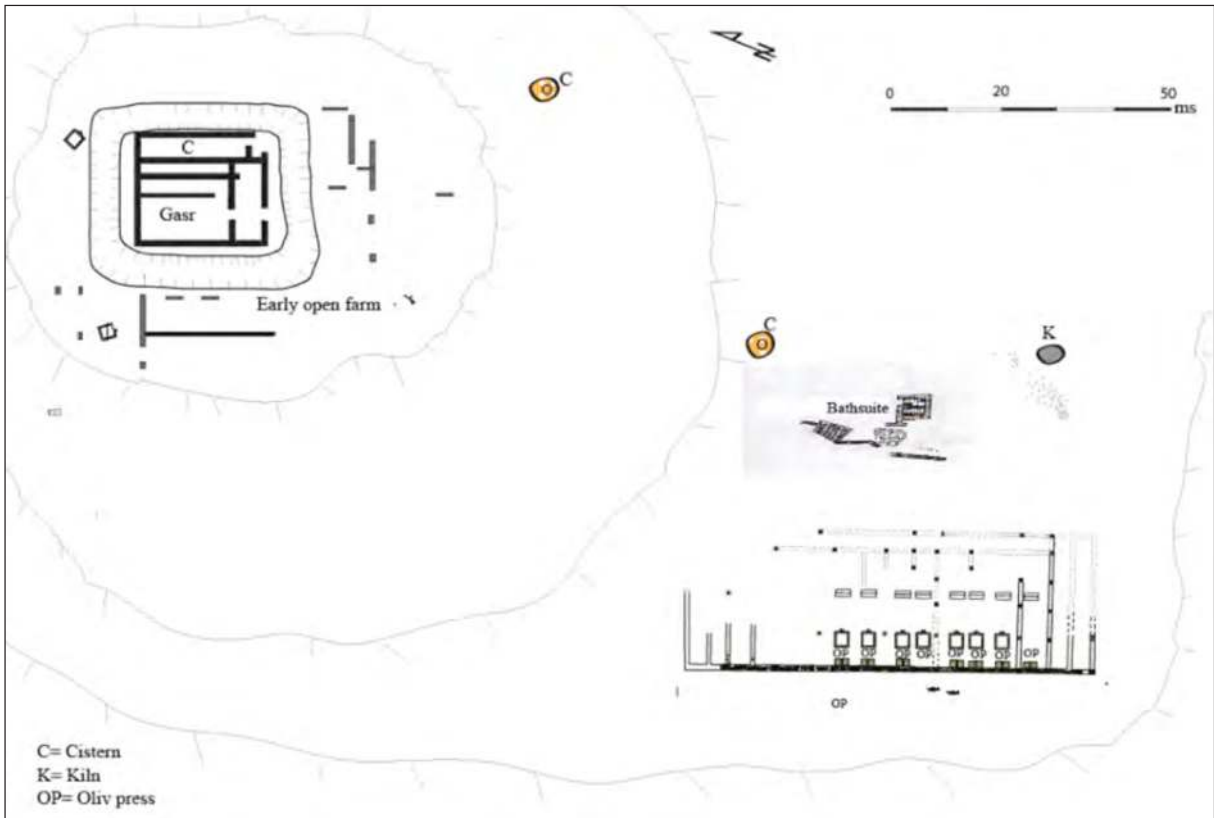 C
0 20 50
ms
C
Gasr
Early open farm
C
K
Bathsuite
OP OP OP OP OP OP OP OP
OP
C= Cistern
K= Kiln
OP= Oliv press